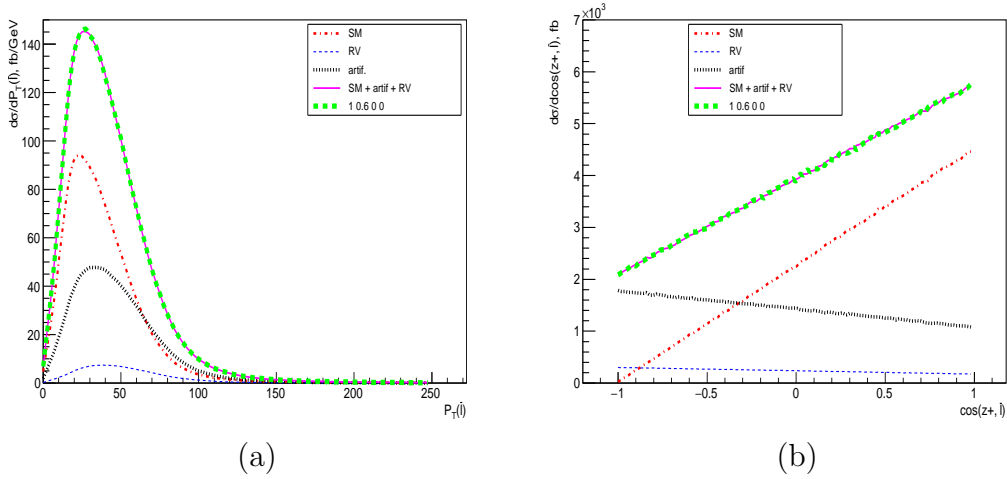 dσ/dP_T(l̂), fb/GeV
140
120
100
80
60
40
20
0
0 50 100 150 200 250
P_T(l̂)
SM
RV
artif.
SM + artif + RV
1 0.6 0 0
(a)
×10³
dσ/dcos(z+, l̂), fb
7
6
5
4
3
2
1
0
−1 −0.5 0 0.5 1
cos(z+, l̂)
SM
RV
artif
SM + artif + RV
1 0.6 0 0
(b)